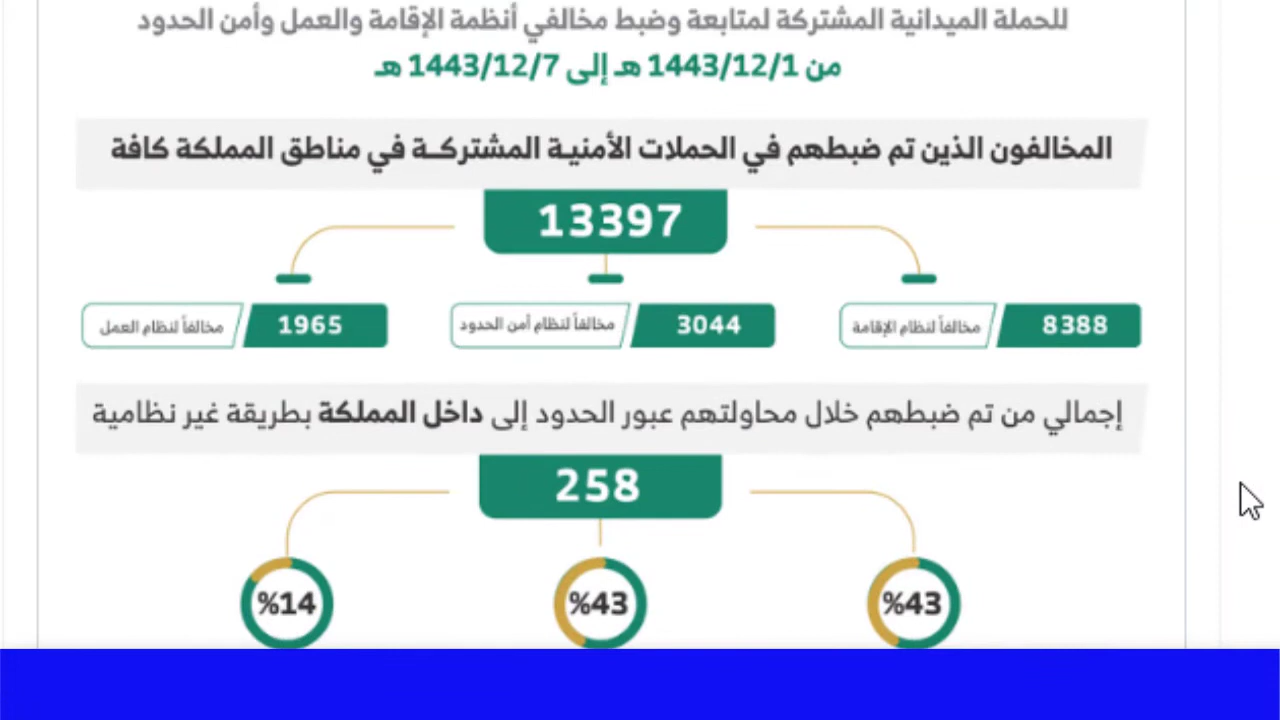 للحملة الميدانية المشتركة لمتابعة وضبط مخالفي أنظمة الإقامة والعمل وأمن الحدود
من 1443/12/1 هـ إلى 1443/12/7 هـ
المخالفون الذين تم ضبطهم في الحملات الأمنيـة المشتركــة في مناطق المملكة كافة
13397
8388 مخالفاً لنظام الإقامة
3044 مخالفاً لنظام أمن الحدود
1965 مخالفاً لنظام العمل
إجمالي من تم ضبطهم خلال محاولتهم عبور الحدود إلى داخل المملكة بطريقة غير نظامية
258
%43
%43
%14